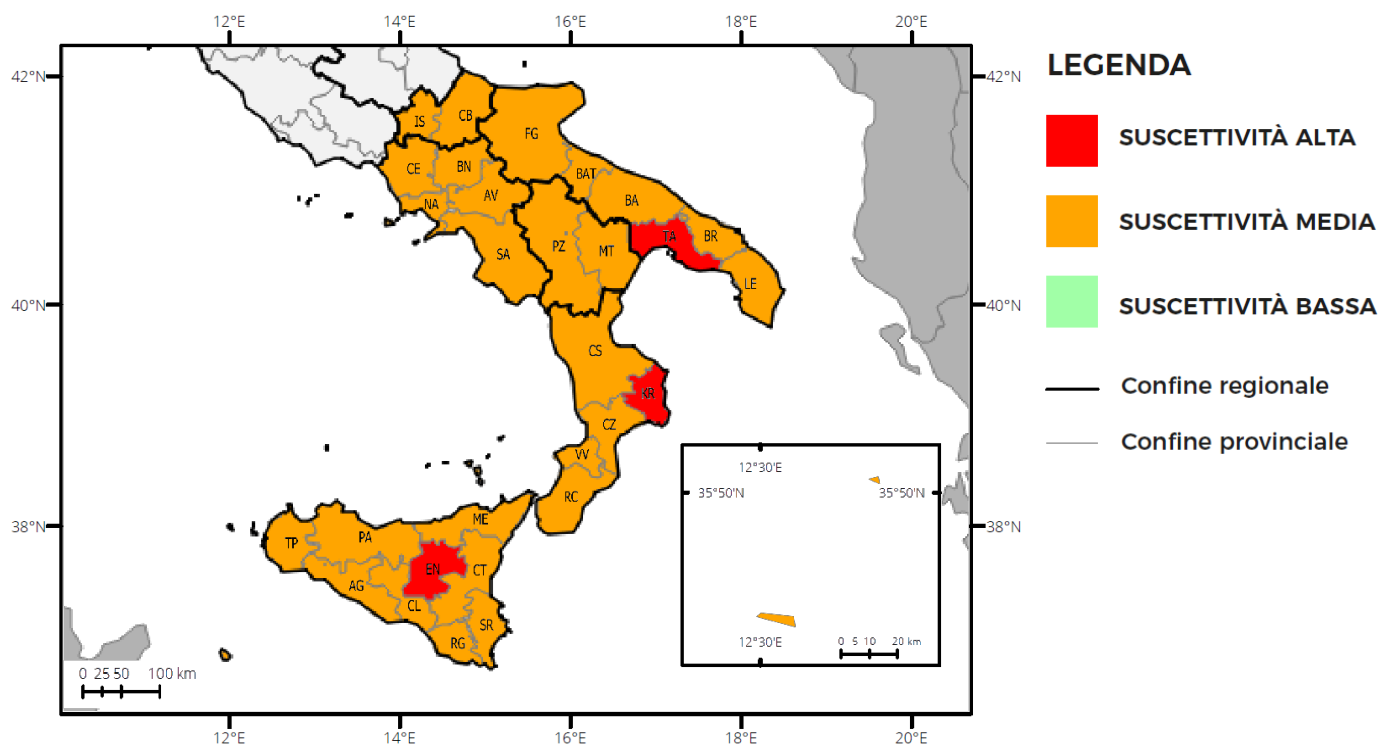 12°E 14°E 16°E 18°E 20°E
42°N 42°N
LEGENDA
SUSCETTIVITÀ ALTA
IS CB FG
CE BN BAT
NA AV BA
SUSCETTIVITÀ MEDIA
SA PZ MT TA BR
LE
40°N 40°N
SUSCETTIVITÀ BASSA
CS
KR
Confine regionale
CZ
Confine provinciale
VV
RC
12°30'E
35°50'N 35°50'N
38°N 38°N
ME
TP PA
EN CT
AG
CL
SR
RG
12°30'E
0 5 10 20 km
0 25 50 100 km
12°E 14°E 16°E 18°E 20°E